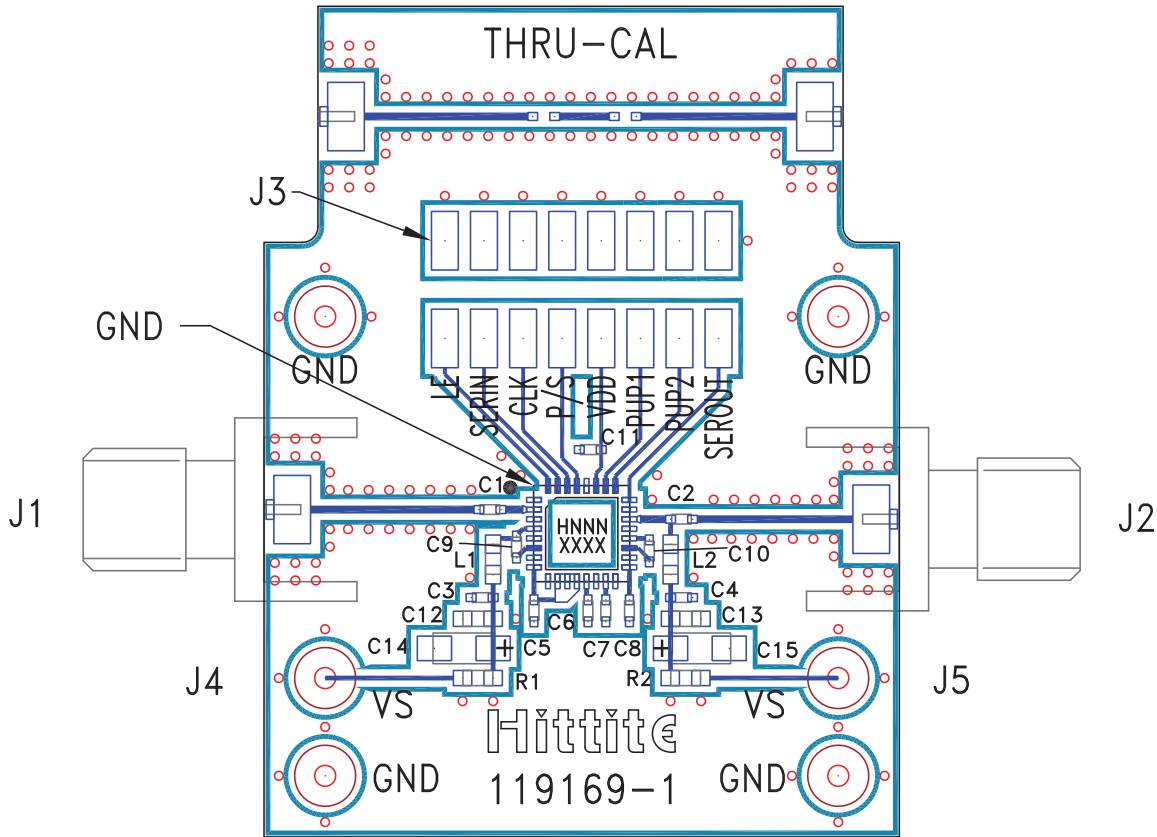 THRU-CAL
J3
GND
GND
GND
LE
SERIN
CLK
P/S
VDD
PUP1
PUP2
SEROUT
C11
C1
C2
J1
J2
HNNN
XXXX
C9
L1
L2
C10
C3
C4
C12
C6
C13
C14
C5
C7
C8
C15
+
+
J4
R1
R2
J5
VS
VS
Hittite
GND
GND
119169-1